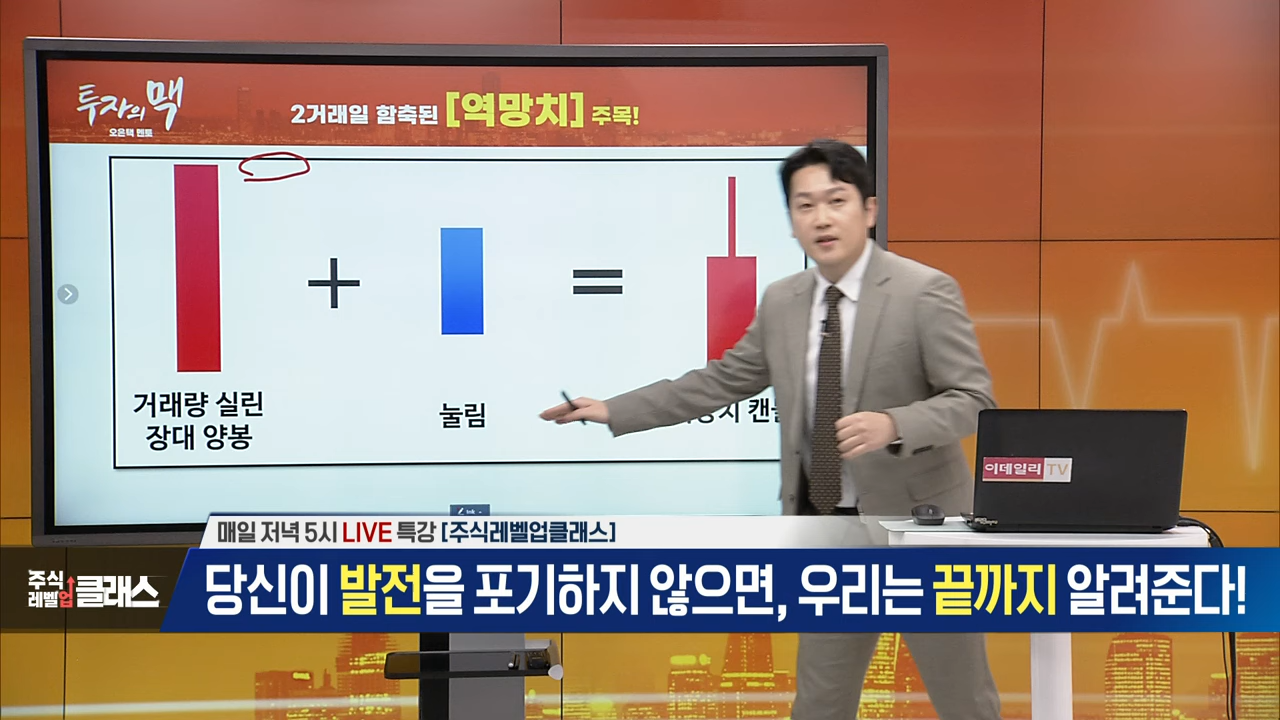 투자의 맥
오은택 멘토
2거래일 함축된 [역망치] 주목!
거래량 실린
장대 양봉
눌림
이데일리TV
매일 저녁 5시 LIVE 특강 [주식레벨업클래스]
주식
레벨업
클래스
당신이 발전을 포기하지 않으면, 우리는 끝까지 알려준다!